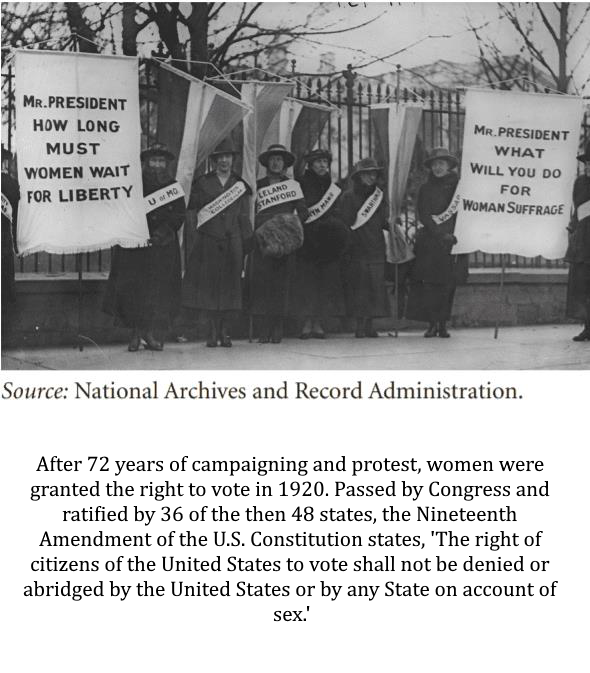 MR. PRESIDENT
HOW LONG
MUST
WOMEN WAIT
FOR LIBERTY
U of MO.
WASHINGTON
LELAND
STANFORD
SWARTHM
VASSAR
MR. PRESIDENT
WHAT
WILL YOU DO
FOR
WOMAN SUFFRAGE
Source: National Archives and Record Administration.
After 72 years of campaigning and protest, women were
granted the right to vote in 1920. Passed by Congress and
ratified by 36 of the then 48 states, the Nineteenth
Amendment of the U.S. Constitution states, 'The right of
citizens of the United States to vote shall not be denied or
abridged by the United States or by any State on account of
sex.'